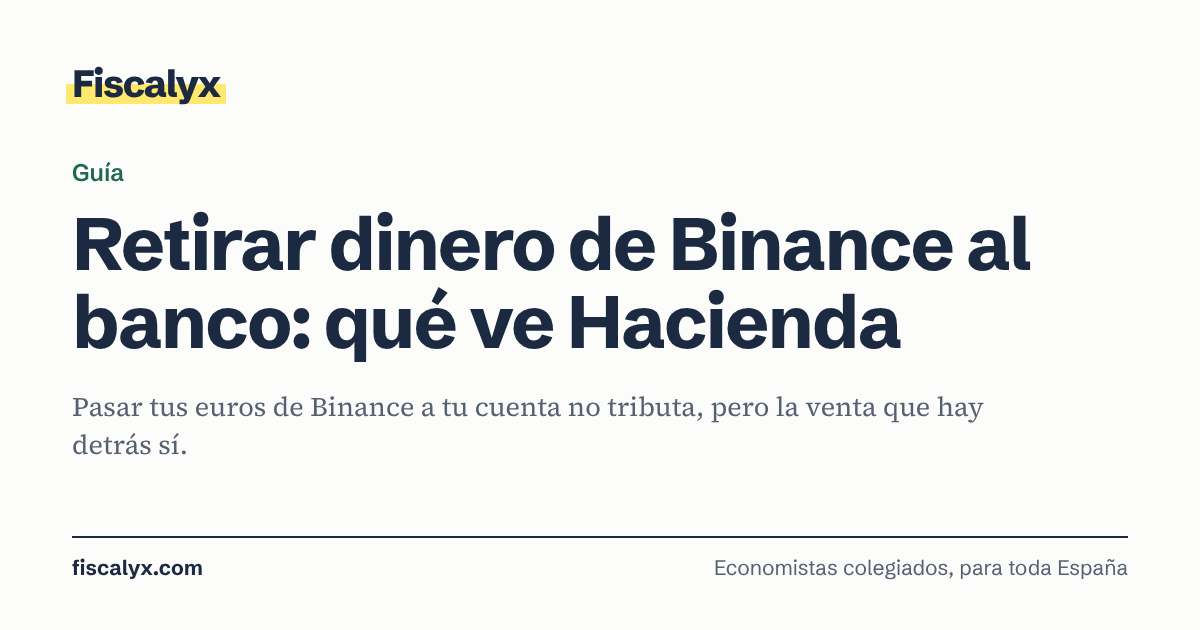 Fiscalyx
Guía
Retirar dinero de Binance al
banco: qué ve Hacienda
Pasar tus euros de Binance a tu cuenta no tributa, pero la venta que hay
detrás sí.
fiscalyx.com
Economistas colegiados, para toda España